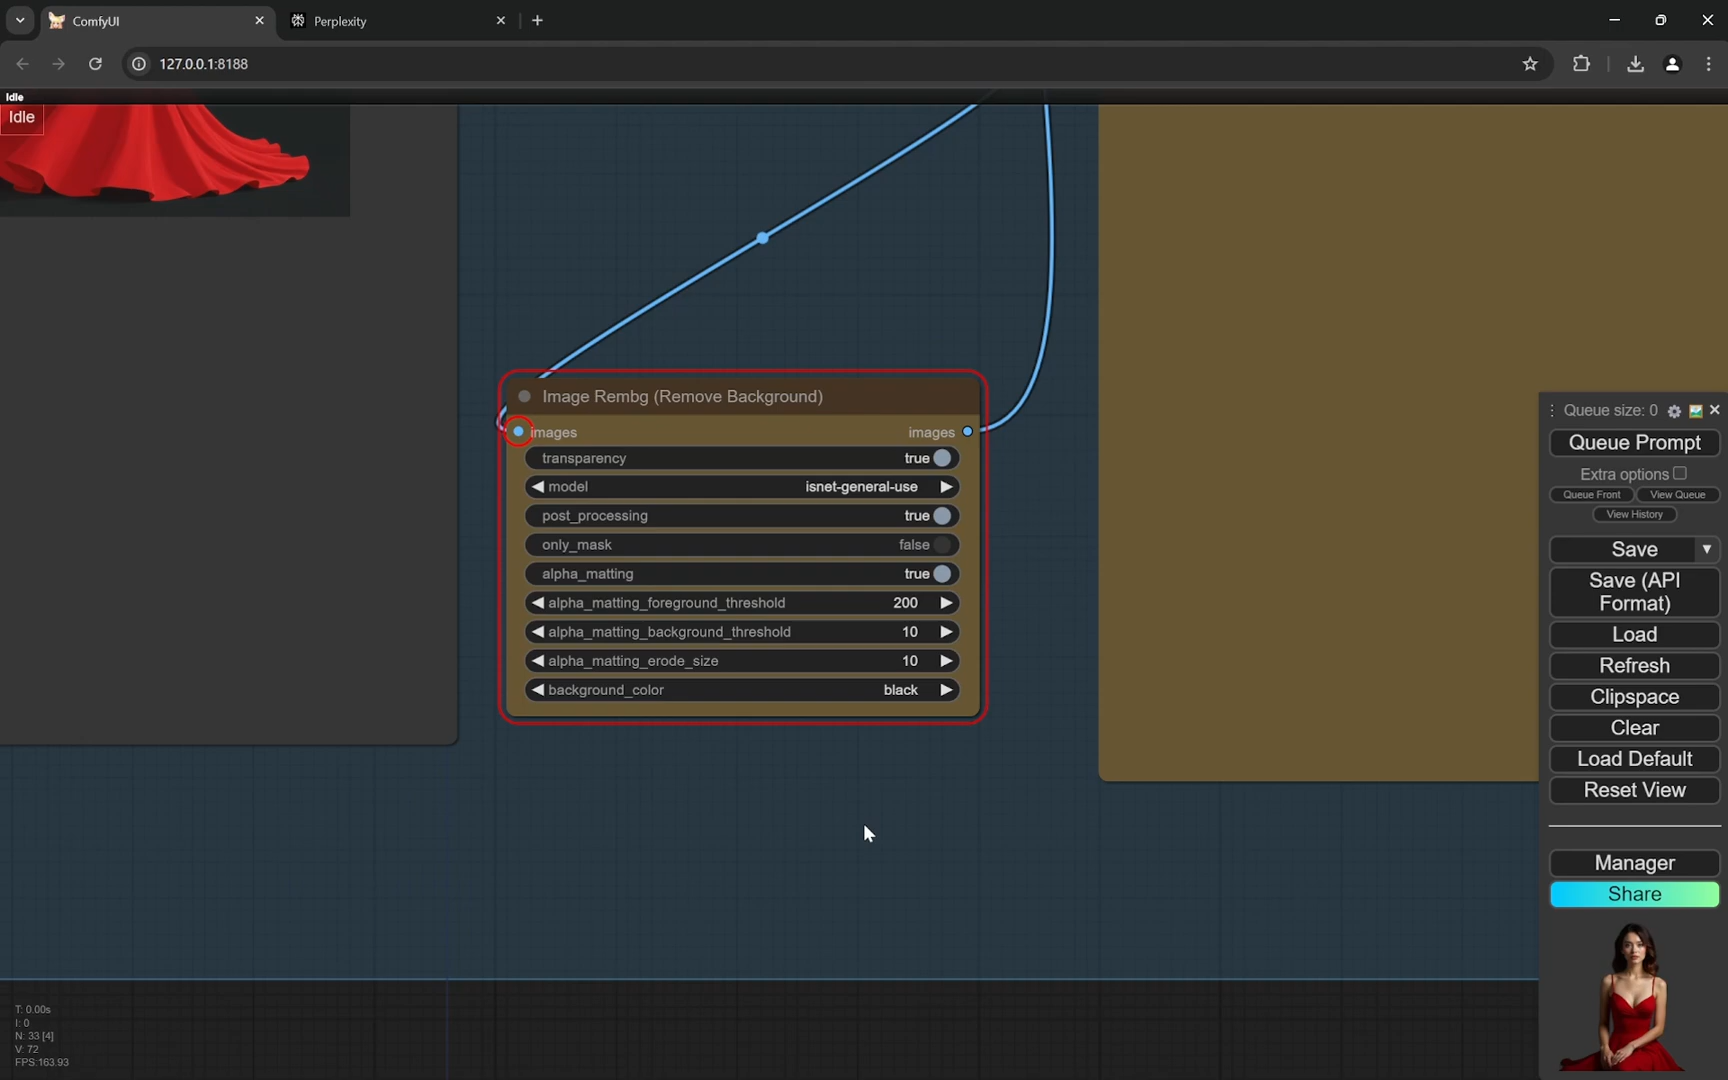 ComfyUI
Perplexity
127.0.0.1:8188
Idle
Idle
Image Rembg (Remove Background)
images images
transparency true
model isnet-general-use
post_processing true
only_mask false
alpha_matting true
alpha_matting_foreground_threshold 200
alpha_matting_background_threshold 10
alpha_matting_erode_size 10
background_color black
Queue size: 0
Queue Prompt
Extra options
Queue Front View Queue
View History
Save
Save (API
Format)
Load
Refresh
Clipspace
Clear
Load Default
Reset View
Manager
Share
T: 0.00s
I: 0
N: 33 [4]
V: 72
FPS:163.93